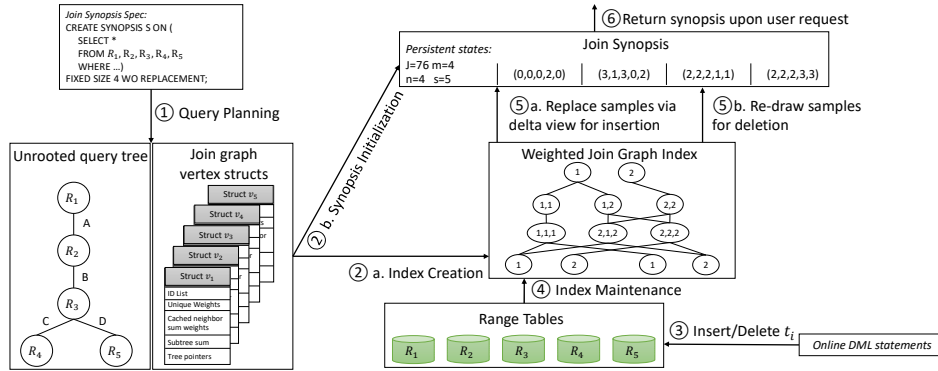 Join Synopsis Spec:
CREATE SYNOPSIS S ON (
SELECT *
FROM R₁, R₂, R₃, R₄, R₅
WHERE ...)
FIXED SIZE 4 WO REPLACEMENT;
① Query Planning
Unrooted query tree
R₁
A
R₂
B
R₃
C D
R₄ R₅
Join graph
vertex structs
Struct v₅
Struct v₄
Struct v₃
Struct v₂
Struct v₁
ID List
Unique Weights
Cached neighbor
sum weights
Subtree sum
Tree pointers
② b. Synopsis Initialization
② a. Index Creation
⑥ Return synopsis upon user request
Join Synopsis
Persistent states:
J=76 m=4
n=4 s=5
(0,0,0,2,0) (3,1,3,0,2) (2,2,2,1,1) (2,2,2,3,3)
⑤ a. Replace samples via
delta view for insertion
⑤ b. Re-draw samples
for deletion
Weighted Join Graph Index
1 2
1,1 1,2 2,2
1,1,1 2,1,2 2,2,2
1 2 1 2
④ Index Maintenance
Range Tables
R₁ R₂ R₃ R₄ R₅
③ Insert/Delete tᵢ
Online DML statements